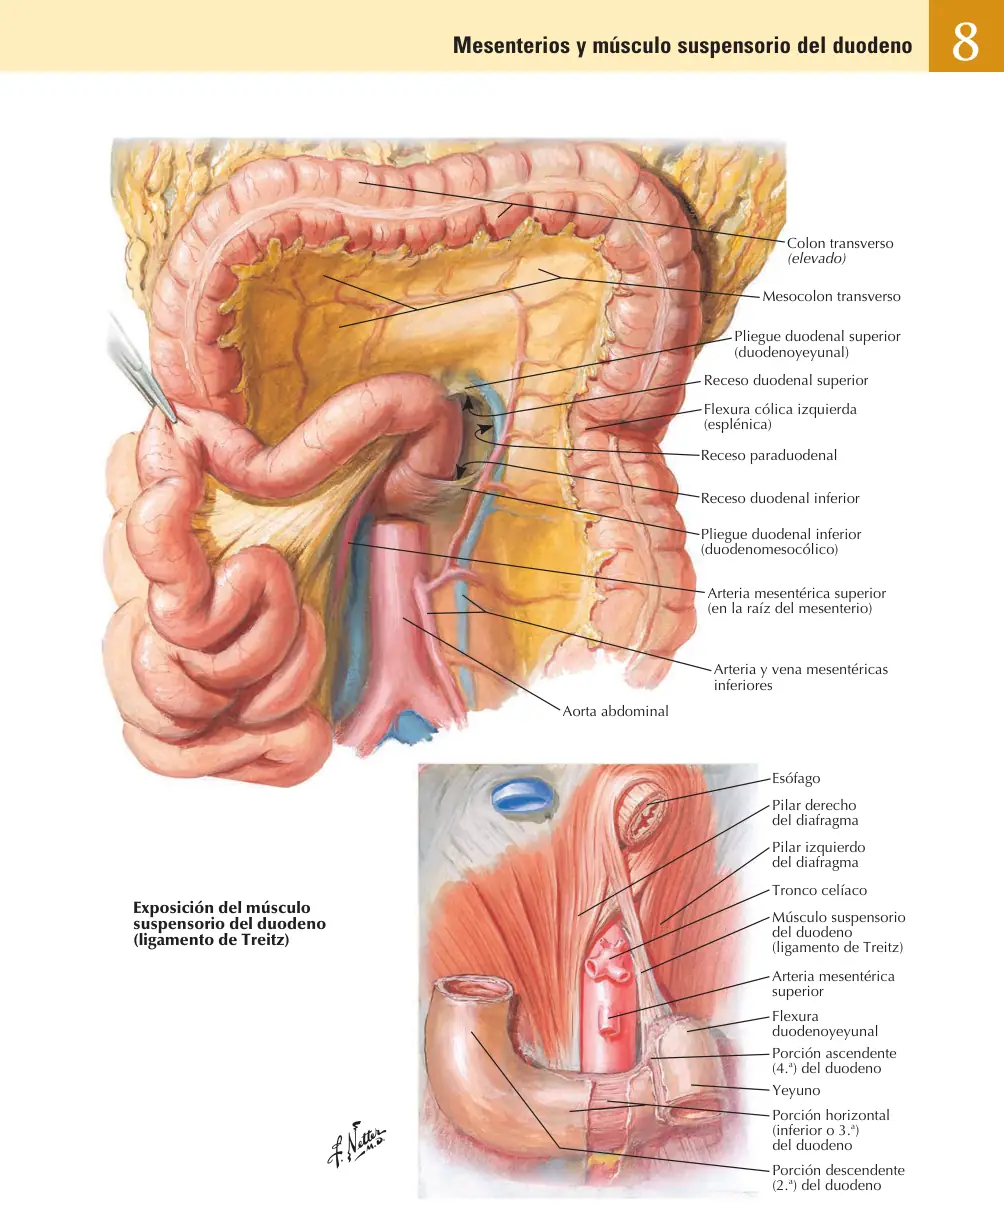 Mesenterios y músculo suspensorio del duodeno
8
Colon transverso
(elevado)
Mesocolon transverso
Pliegue duodenal superior
(duodenoyeyunal)
Receso duodenal superior
Flexura cólica izquierda
(esplénica)
Receso paraduodenal
Receso duodenal inferior
Pliegue duodenal inferior
(duodenomesocólico)
Arteria mesentérica superior
(en la raíz del mesenterio)
Arteria y vena mesentéricas
inferiores
Aorta abdominal
Esófago
Pilar derecho
del diafragma
Pilar izquierdo
del diafragma
Tronco celíaco
Músculo suspensorio
del duodeno
(ligamento de Treitz)
Arteria mesentérica
superior
Flexura
duodenoyeyunal
Porción ascendente
(4.ª) del duodeno
Yeyuno
Porción horizontal
(inferior o 3.ª)
del duodeno
Porción descendente
(2.ª) del duodeno
Exposición del músculo
suspensorio del duodeno
(ligamento de Treitz)
F. Netter
M.D.